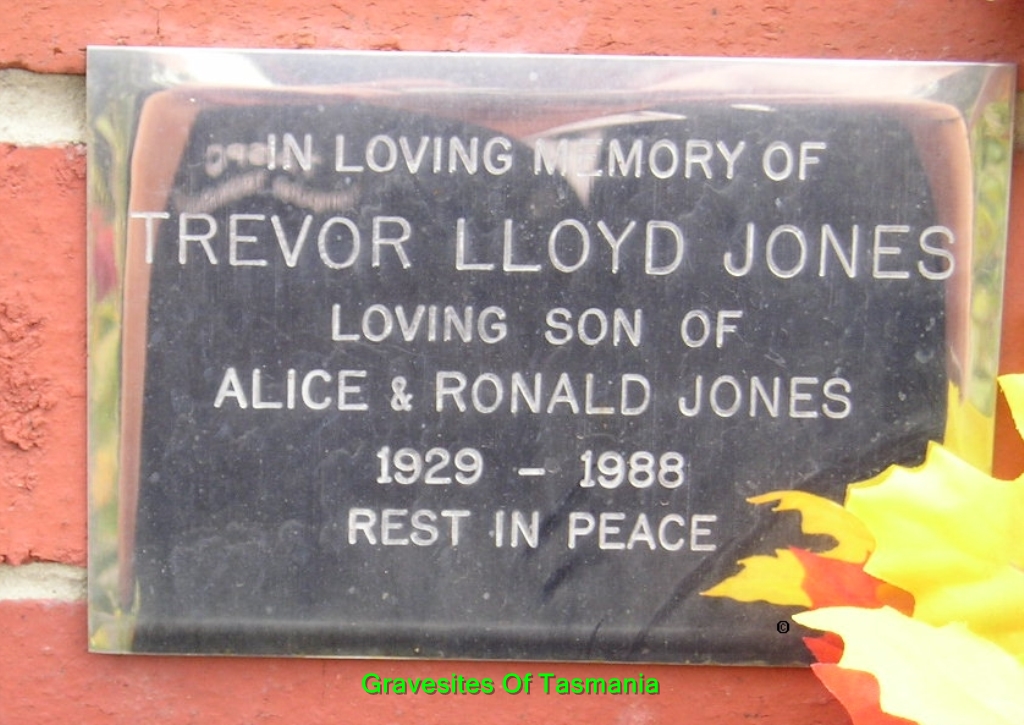 IN LOVING MEMORY OF
TREVOR LLOYD JONES
LOVING SON OF
ALICE & RONALD JONES
1929 - 1988
REST IN PEACE
©
Gravesites Of Tasmania